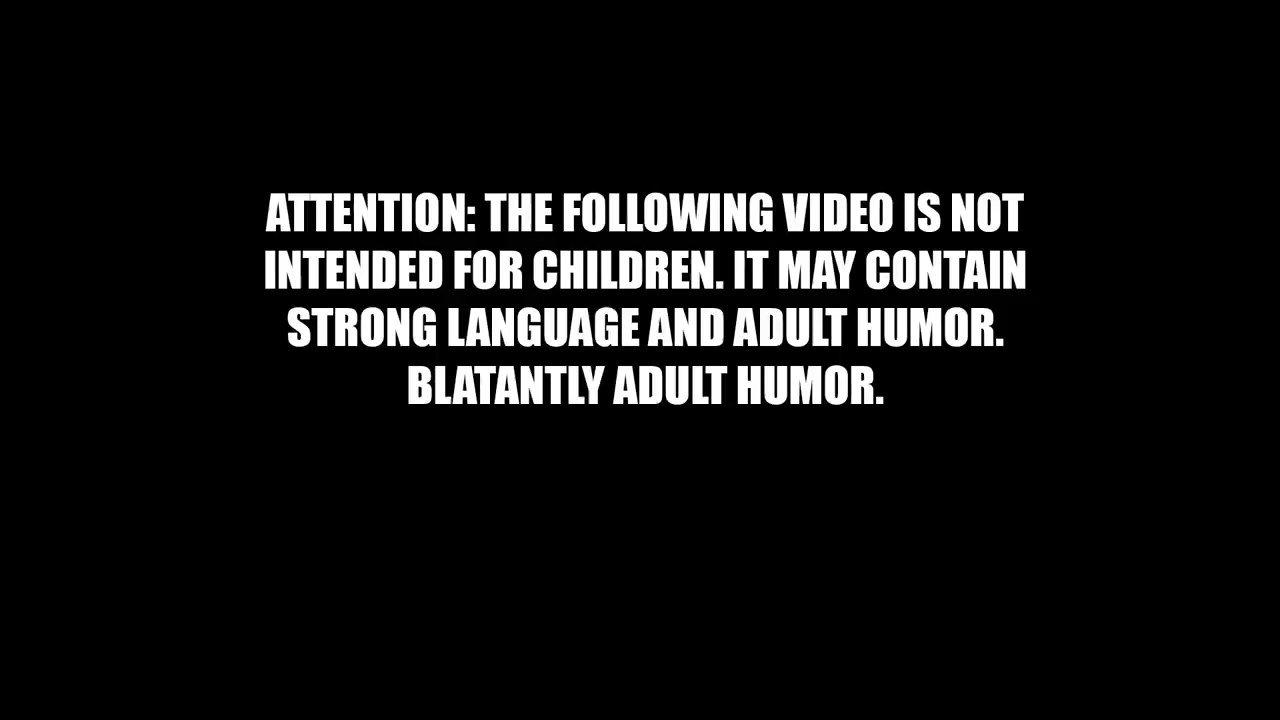 ATTENTION: THE FOLLOWING VIDEO IS NOT
INTENDED FOR CHILDREN. IT MAY CONTAIN
STRONG LANGUAGE AND ADULT HUMOR.
BLATANTLY ADULT HUMOR.